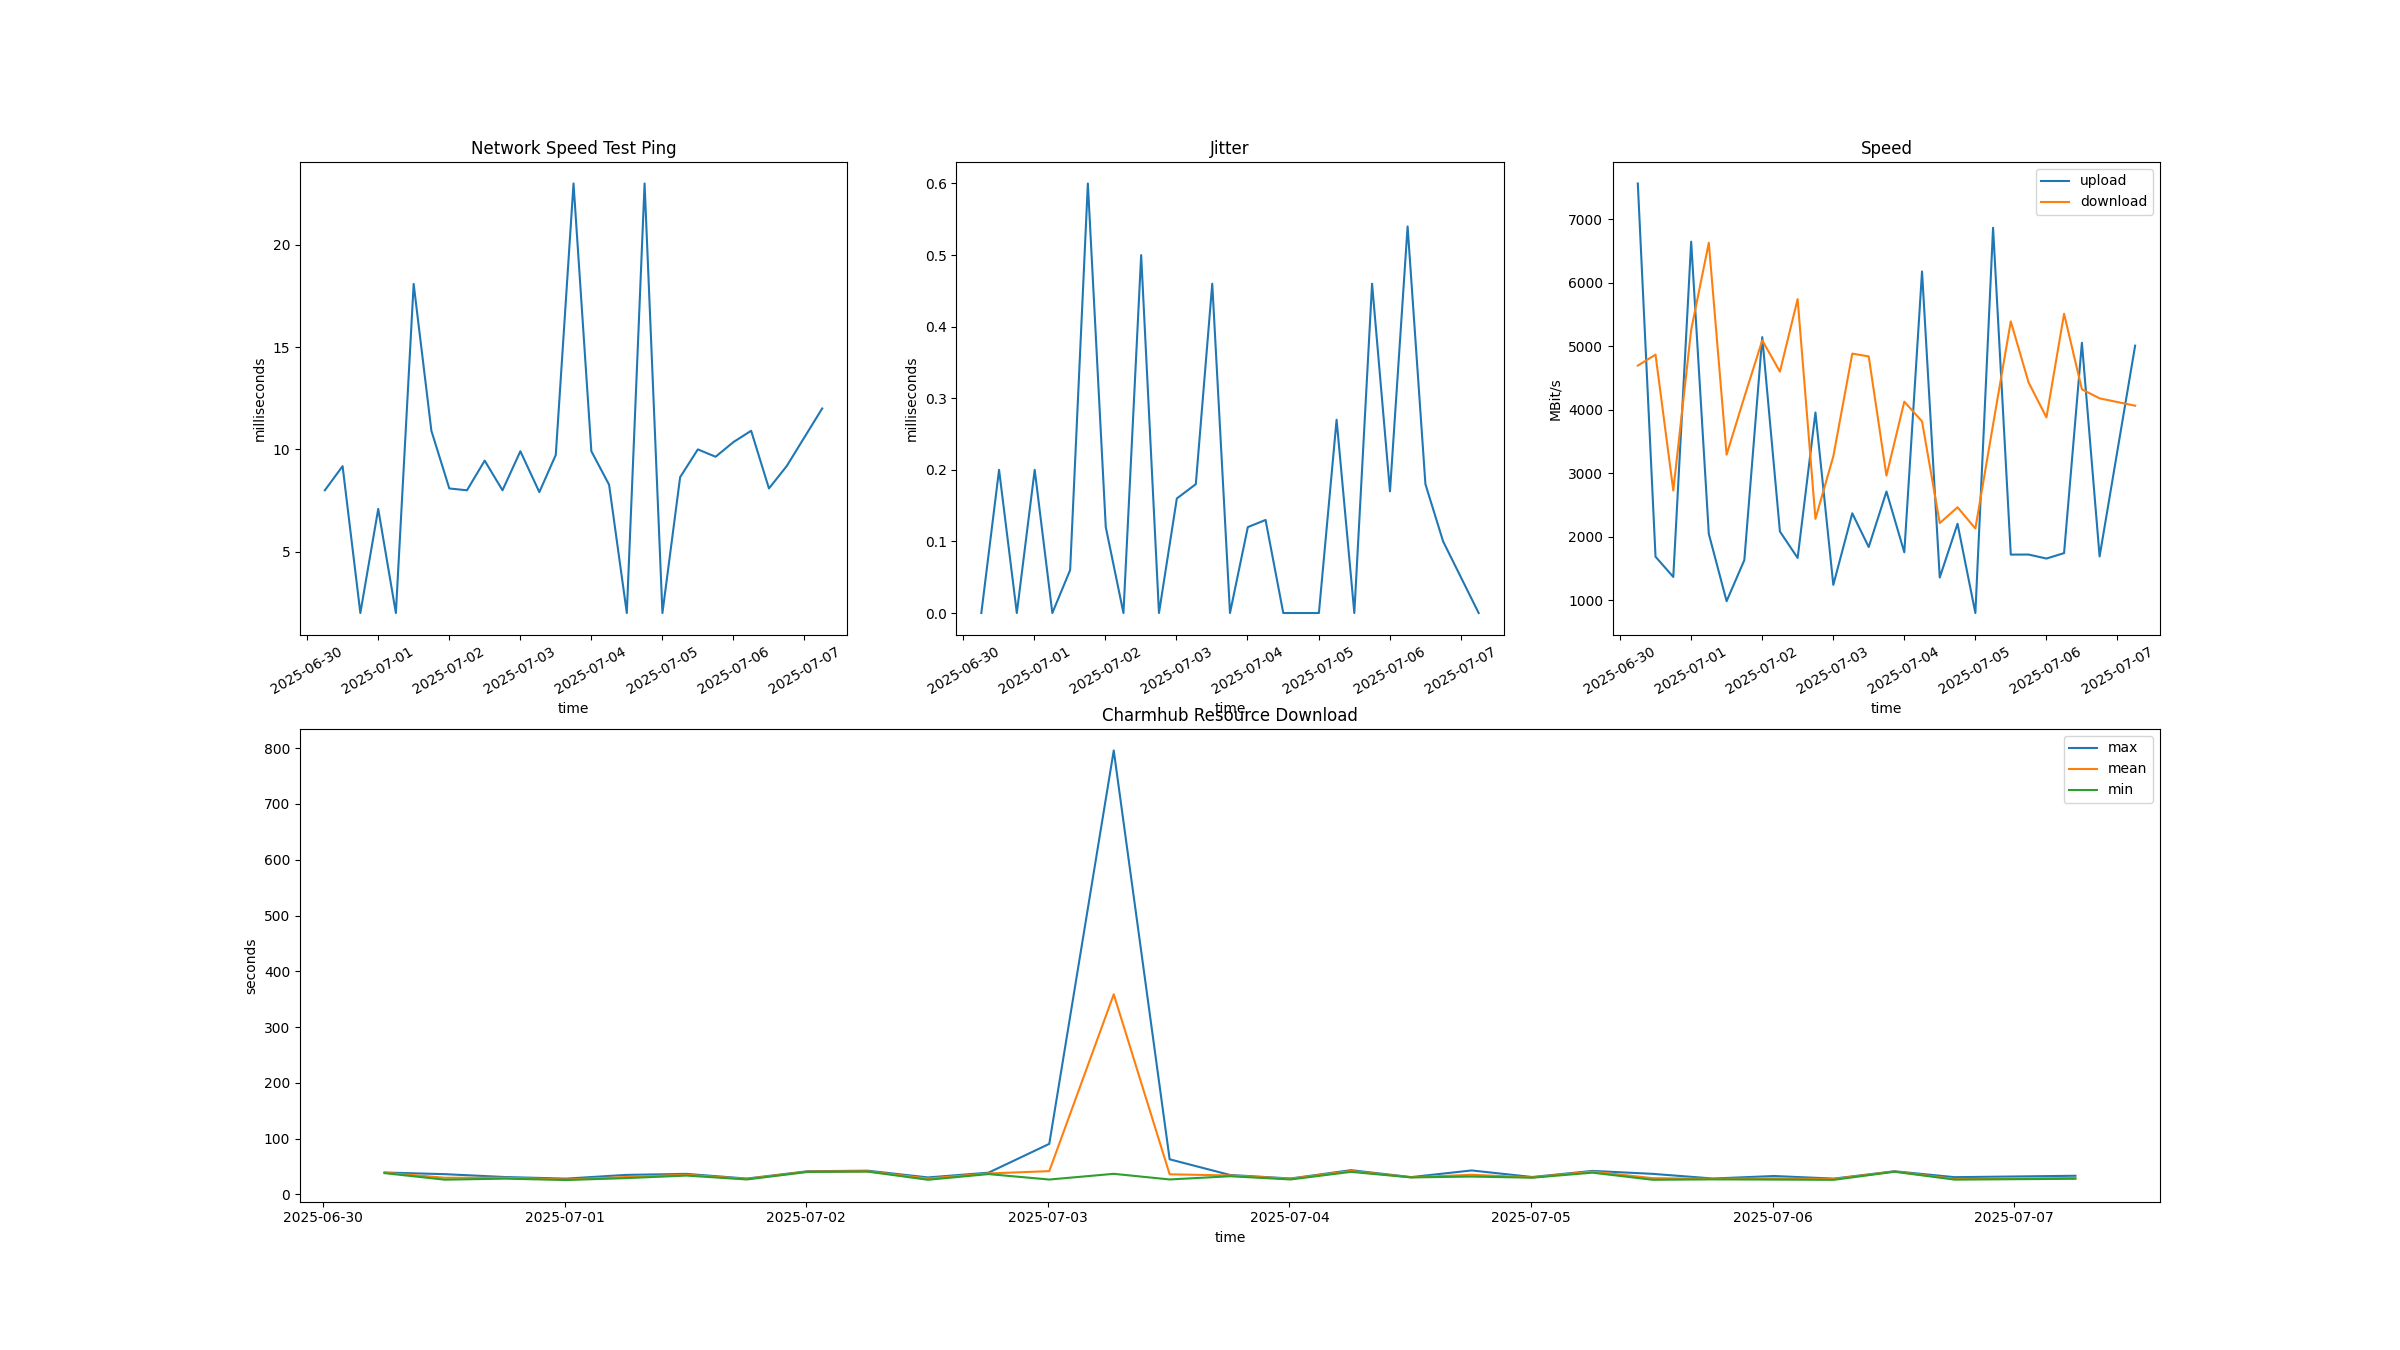 Network Speed Test Ping
milliseconds
20
15
10
5
2025-06-30 2025-07-01 2025-07-02 2025-07-03 2025-07-04 2025-07-05 2025-07-06 2025-07-07
time
Jitter
milliseconds
0.6
0.5
0.4
0.3
0.2
0.1
0.0
2025-06-30 2025-07-01 2025-07-02 2025-07-03 2025-07-04 2025-07-05 2025-07-06 2025-07-07
time
Speed
upload
download
MBit/s
7000
6000
5000
4000
3000
2000
1000
2025-06-30 2025-07-01 2025-07-02 2025-07-03 2025-07-04 2025-07-05 2025-07-06 2025-07-07
time
Charmhub Resource Download
max
mean
min
seconds
800
700
600
500
400
300
200
100
0
2025-06-30 2025-07-01 2025-07-02 2025-07-03 2025-07-04 2025-07-05 2025-07-06 2025-07-07
time